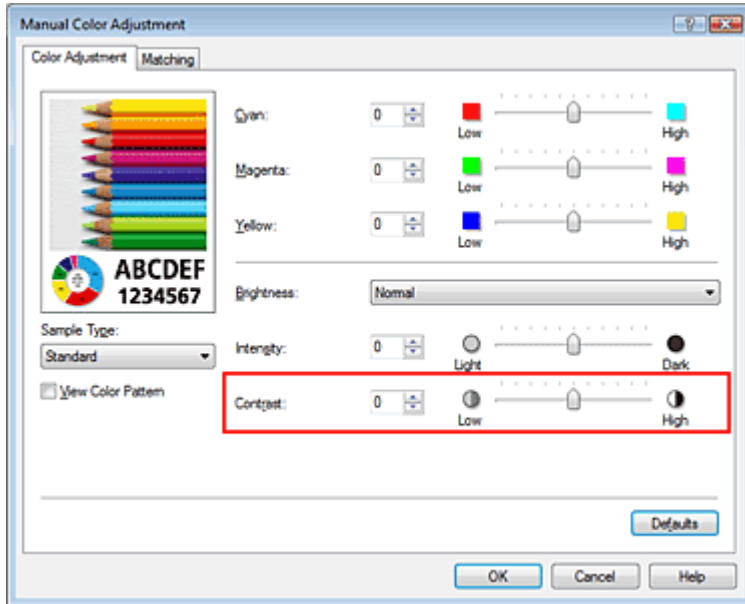 Manual Color Adjustment
Color Adjustment
Matching
ABCDEF
1234567
Sample Type:
Standard
View Color Pattern
Cyan: 0
Low High
Magenta: 0
Low High
Yellow: 0
Low High
Brightness: Normal
Intensity: 0
Light Dark
Contrast: 0
Low High
Defaults
OK Cancel Help